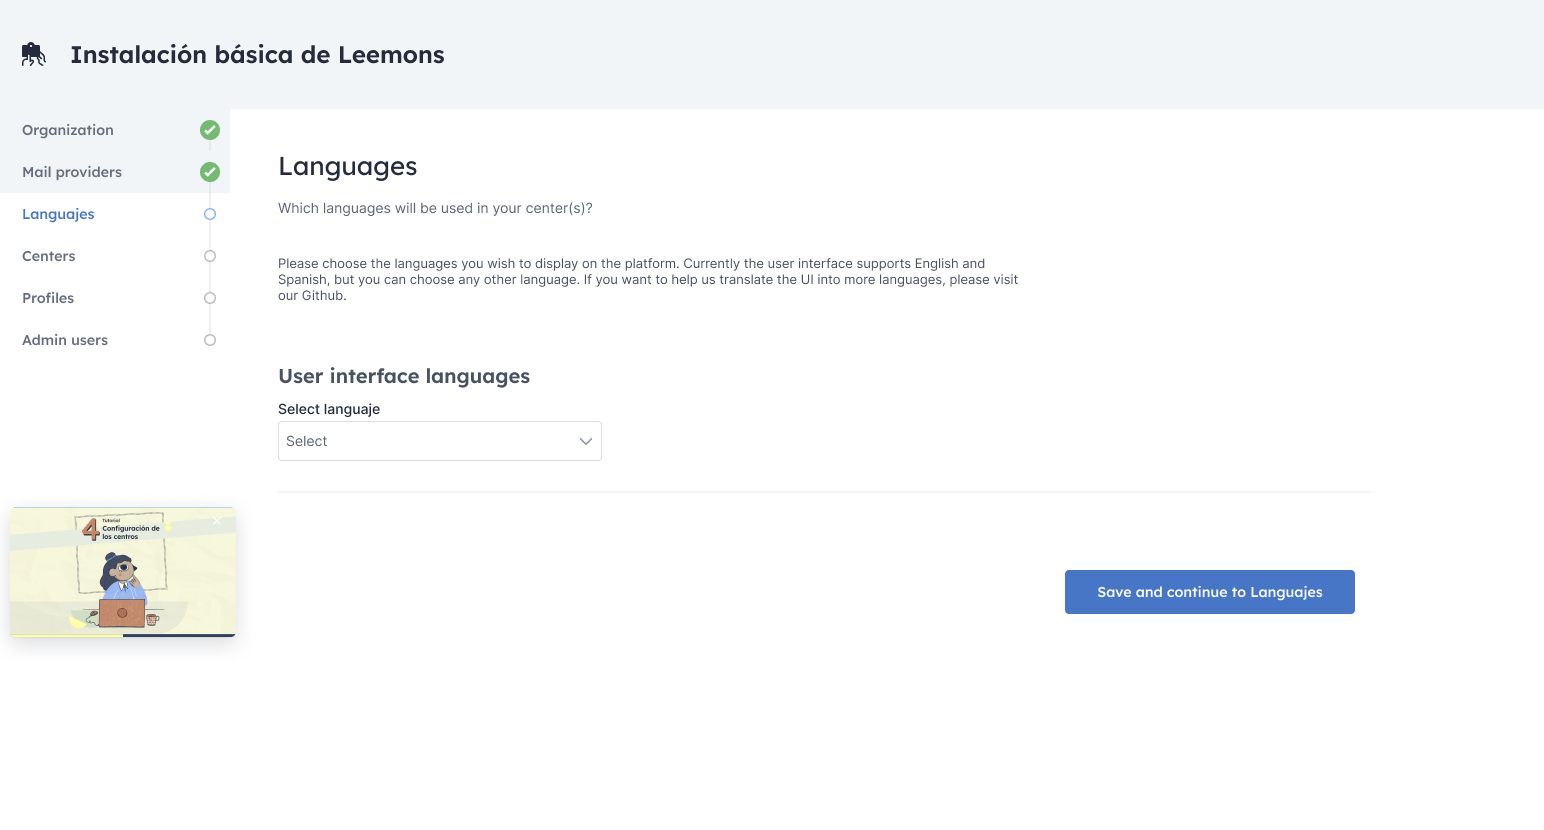 Instalación básica de Leemons
Organization
Mail providers
Languajes
Centers
Profiles
Admin users
Languages
Which languages will be used in your center(s)?
Please choose the languages you wish to display on the platform. Currently the user interface supports English and
Spanish, but you can choose any other language. If you want to help us translate the UI into more languages, please visit
our Github.
User interface languages
Select languaje
Select
4
Tutorial
Configuración de
los centros
Save and continue to Languajes